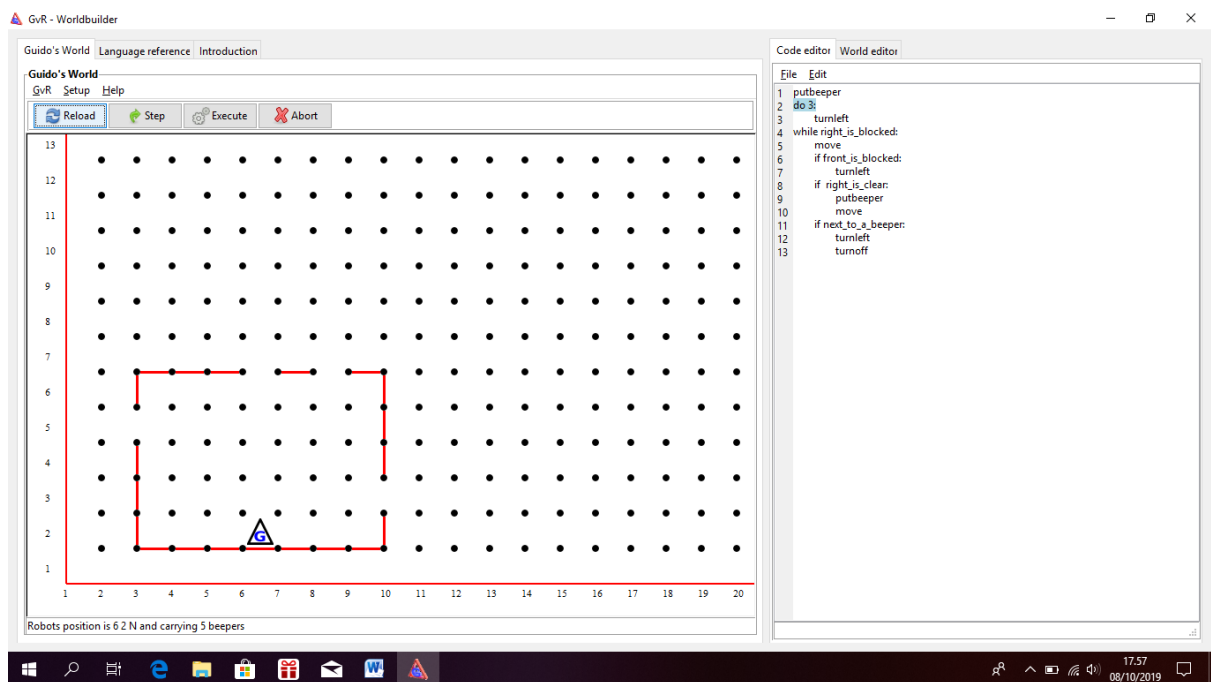 GvR - Worldbuilder
Guido's World Language reference Introduction
Guido's World
GvR Setup Help
Reload Step Execute Abort
13
12
11
10
9
8
7
6
5
4
3
2
1
G
1 2 3 4 5 6 7 8 9 10 11 12 13 14 15 16 17 18 19 20
Robots position is 6 2 N and carrying 5 beepers
Code editor World editor
File Edit
1 putbeeper
2 do 3:
3 turnleft
4 while right_is_blocked:
5 move
6 if front_is_blocked:
7 turnleft
8 if right_is_clear:
9 putbeeper
10 move
11 if next_to_a_beeper:
12 turnleft
13 turnoff
17.57
08/10/2019